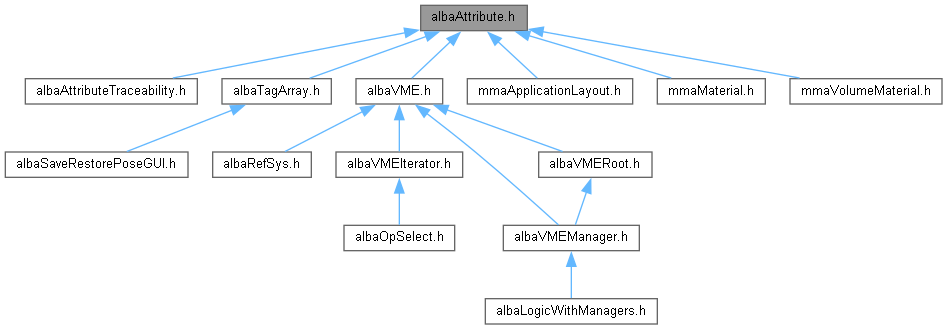 albaAttribute.h
albaAttributeTraceability.h
albaTagArray.h
albaVME.h
mmaApplicationLayout.h
mmaMaterial.h
mmaVolumeMaterial.h
albaSaveRestorePoseGUI.h
albaRefSys.h
albaVMEIterator.h
albaVMERoot.h
albaOpSelect.h
albaVMEManager.h
albaLogicWithManagers.h